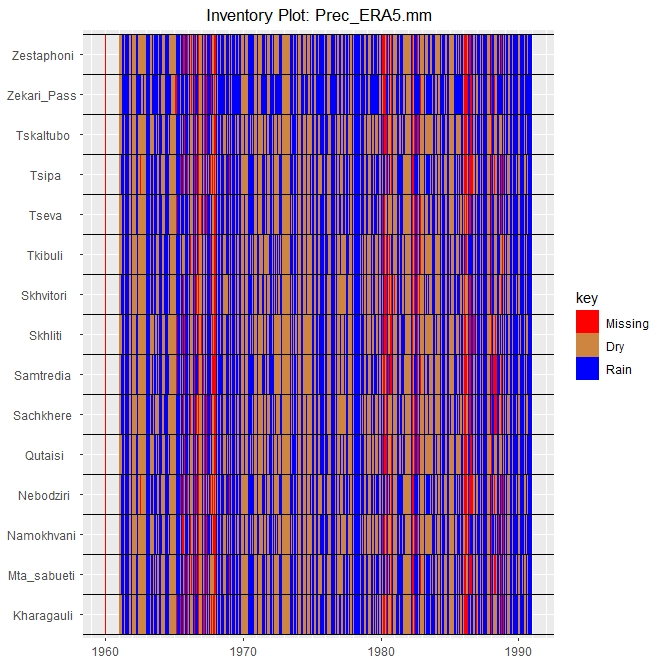 Inventory Plot: Prec_ERA5.mm
Zestaphoni
Zekari_Pass
Tskaltubo
Tsipa
Tseva
Tkibuli
Skhvitori
Skhliti
Samtredia
Sachkhere
Qutaisi
Nebodziri
Namokhvani
Mta_sabueti
Kharagauli
1960 1970 1980 1990
key
Missing
Dry
Rain